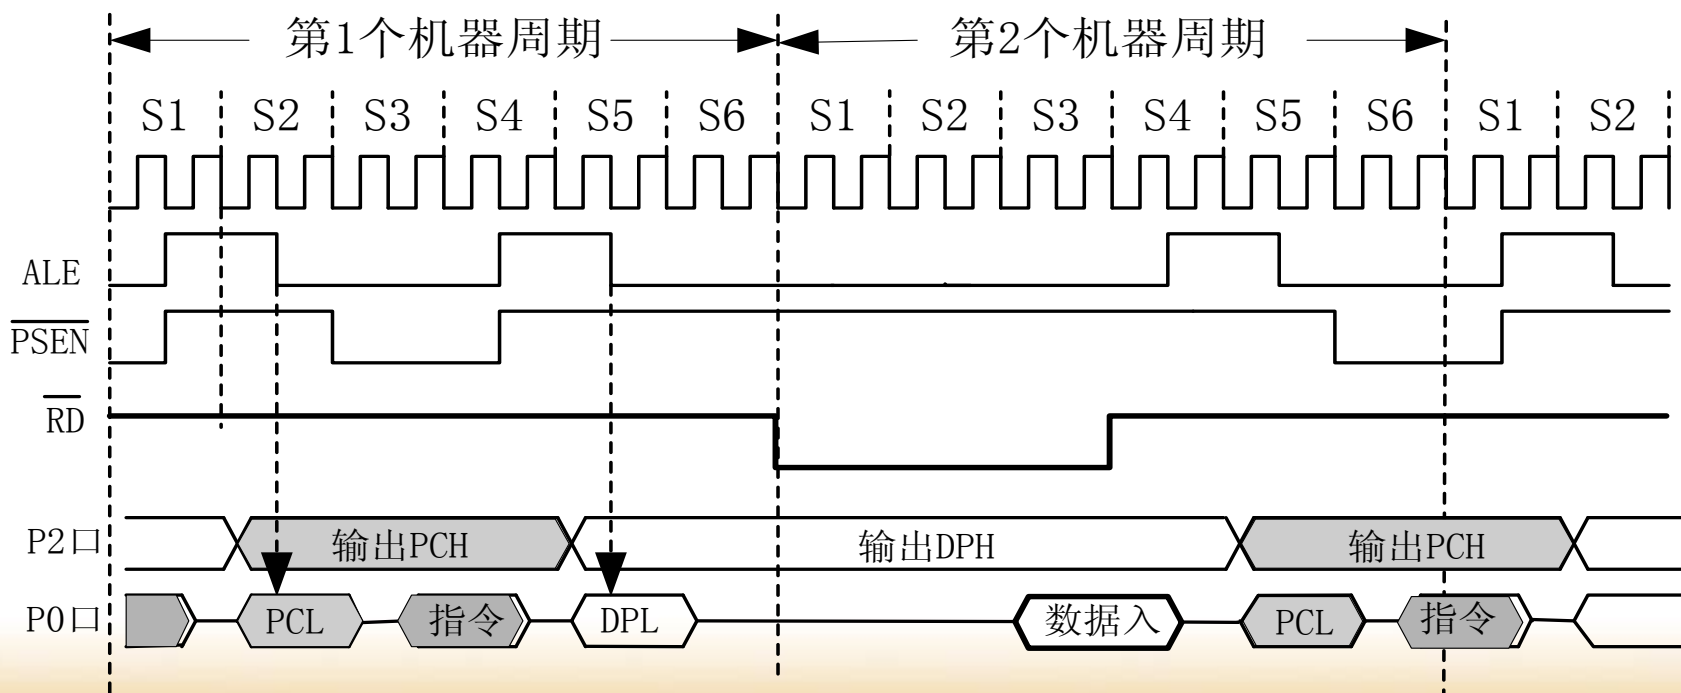 第1个机器周期 第2个机器周期
S1 S2 S3 S4 S5 S6 S1 S2 S3 S4 S5 S6 S1 S2
ALE
PSEN
RD
P2口 输出PCH 输出DPH 输出PCH
P0口 PCL 指令 DPL 数据入 PCL 指令